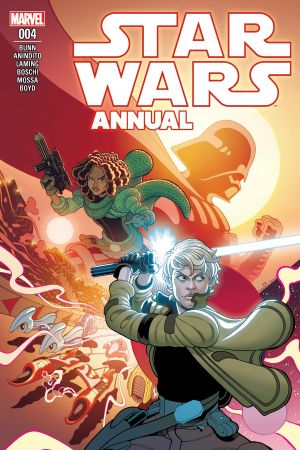 MARVEL
004
BUNN
ANINDITO
LAMING
BOSCHI
MOSSA
BOYD
STAR
WARS
ANNUAL